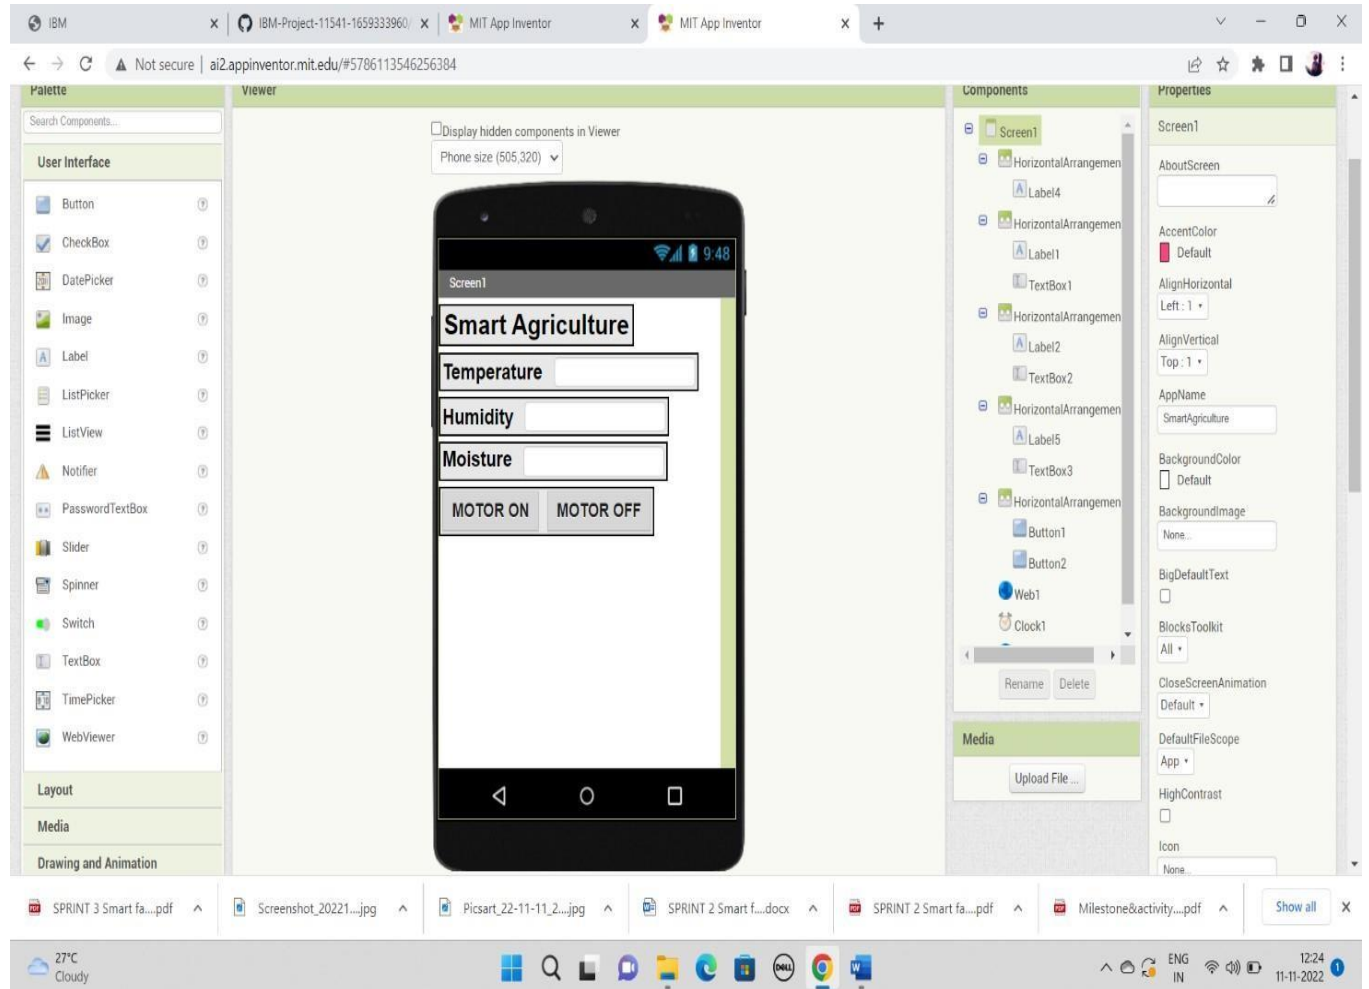 IBM
IBM-Project-11541-1659333960/
MIT App Inventor
MIT App Inventor
Not secure | ai2.appinventor.mit.edu/#5786113546256384
Palette
Search Components...
User Interface
Button
CheckBox
DatePicker
Image
Label
ListPicker
ListView
Notifier
PasswordTextBox
Slider
Spinner
Switch
TextBox
TimePicker
WebViewer
Layout
Media
Drawing and Animation
Viewer
Display hidden components in Viewer
Phone size (505,320)
9:48
Screen1
Smart Agriculture
Temperature
Humidity
Moisture
MOTOR ON MOTOR OFF
Components
Screen1
HorizontalArrangemen
Label4
HorizontalArrangemen
Label1
TextBox1
HorizontalArrangemen
Label2
TextBox2
HorizontalArrangemen
Label5
TextBox3
HorizontalArrangemen
Button1
Button2
Web1
Clock1
Rename Delete
Media
Upload File ...
Properties
Screen1
AboutScreen
AccentColor
Default
AlignHorizontal
Left : 1
AlignVertical
Top : 1
AppName
SmartAgriculture
BackgroundColor
Default
BackgroundImage
None...
BigDefaultText
BlocksToolkit
All
CloseScreenAnimation
Default
DefaultFileScope
App
HighContrast
Icon
None...
SPRINT 3 Smart fa....pdf
Screenshot_20221....jpg
Picsart_22-11-11_2....jpg
SPRINT 2 Smart f....docx
SPRINT 2 Smart fa....pdf
Milestone&activity....pdf
Show all
27°C
Cloudy
DELL
ENG
IN
12:24
11-11-2022
1